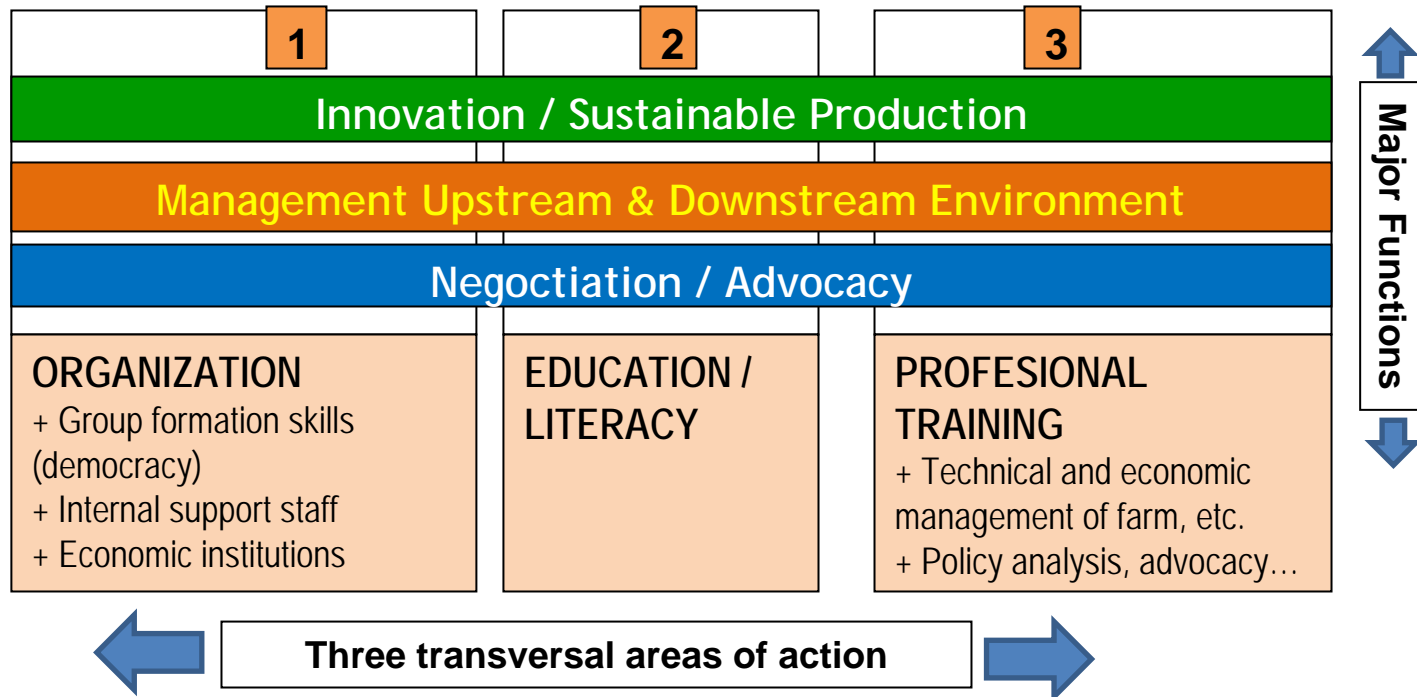 1
2
3
Innovation / Sustainable Production
Management Upstream & Downstream Environment
Negoctiation / Advocacy
ORGANIZATION
+ Group formation skills
(democracy)
+ Internal support staff
+ Economic institutions
EDUCATION /
LITERACY
PROFESIONAL
TRAINING
+ Technical and economic
management of farm, etc.
+ Policy analysis, advocacy…
Major Functions
Three transversal areas of action